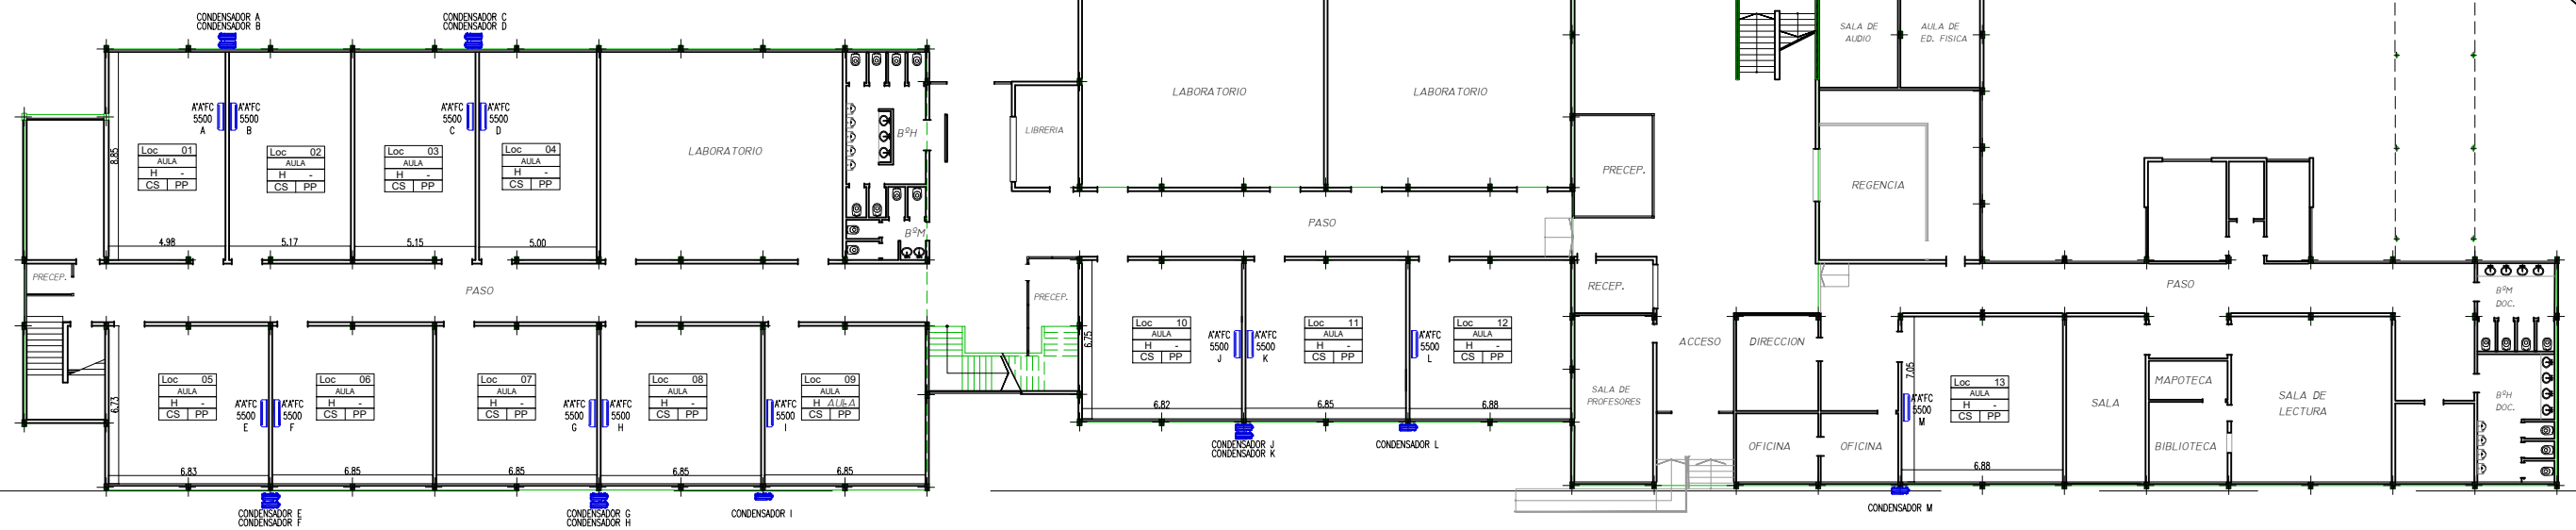 CONDENSADOR A
CONDENSADOR B
CONDENSADOR C
CONDENSADOR D
A'A'FC
5500
A
A'A'FC
5500
B
A'A'FC
5500
C
A'A'FC
5500
D
8.85
Loc 01
AULA
H -
CS PP
Loc 02
AULA
H -
CS PP
Loc 03
AULA
H -
CS PP
Loc 04
AULA
H -
CS PP
LABORATORIO
BºH
BºM
4.98
5.17
5.15
5.00
PRECEP.
PASO
6.73
Loc 05
AULA
H -
CS PP
A'A'FC
5500
E
A'A'FC
5500
F
Loc 06
AULA
H -
CS PP
Loc 07
AULA
H -
CS PP
A'A'FC
5500
G
A'A'FC
5500
H
Loc 08
AULA
H -
CS PP
A'A'FC
5500
I
Loc 09
AULA
H AULA -
CS PP
6.83
6.85
6.85
6.85
6.85
CONDENSADOR E
CONDENSADOR F
CONDENSADOR G
CONDENSADOR H
CONDENSADOR I
LIBRERIA
LABORATORIO
LABORATORIO
PRECEP.
PASO
PRECEP.
RECEP.
6.75
Loc 10
AULA
H -
CS PP
A'A'FC
5500
J
A'A'FC
5500
K
Loc 11
AULA
H -
CS PP
A'A'FC
5500
L
Loc 12
AULA
H -
CS PP
6.82
6.85
6.88
CONDENSADOR J
CONDENSADOR K
CONDENSADOR L
SALA DE
PROFESORES
ACCESO
DIRECCION
OFICINA
OFICINA
SALA DE
AUDIO
AULA DE
ED. FISICA
REGENCIA
PASO
7.05
A'A'FC
5500
M
Loc 13
AULA
H -
CS PP
6.88
CONDENSADOR M
SALA
MAPOTECA
BIBLIOTECA
SALA DE
LECTURA
BºM
DOC.
BºH
DOC.